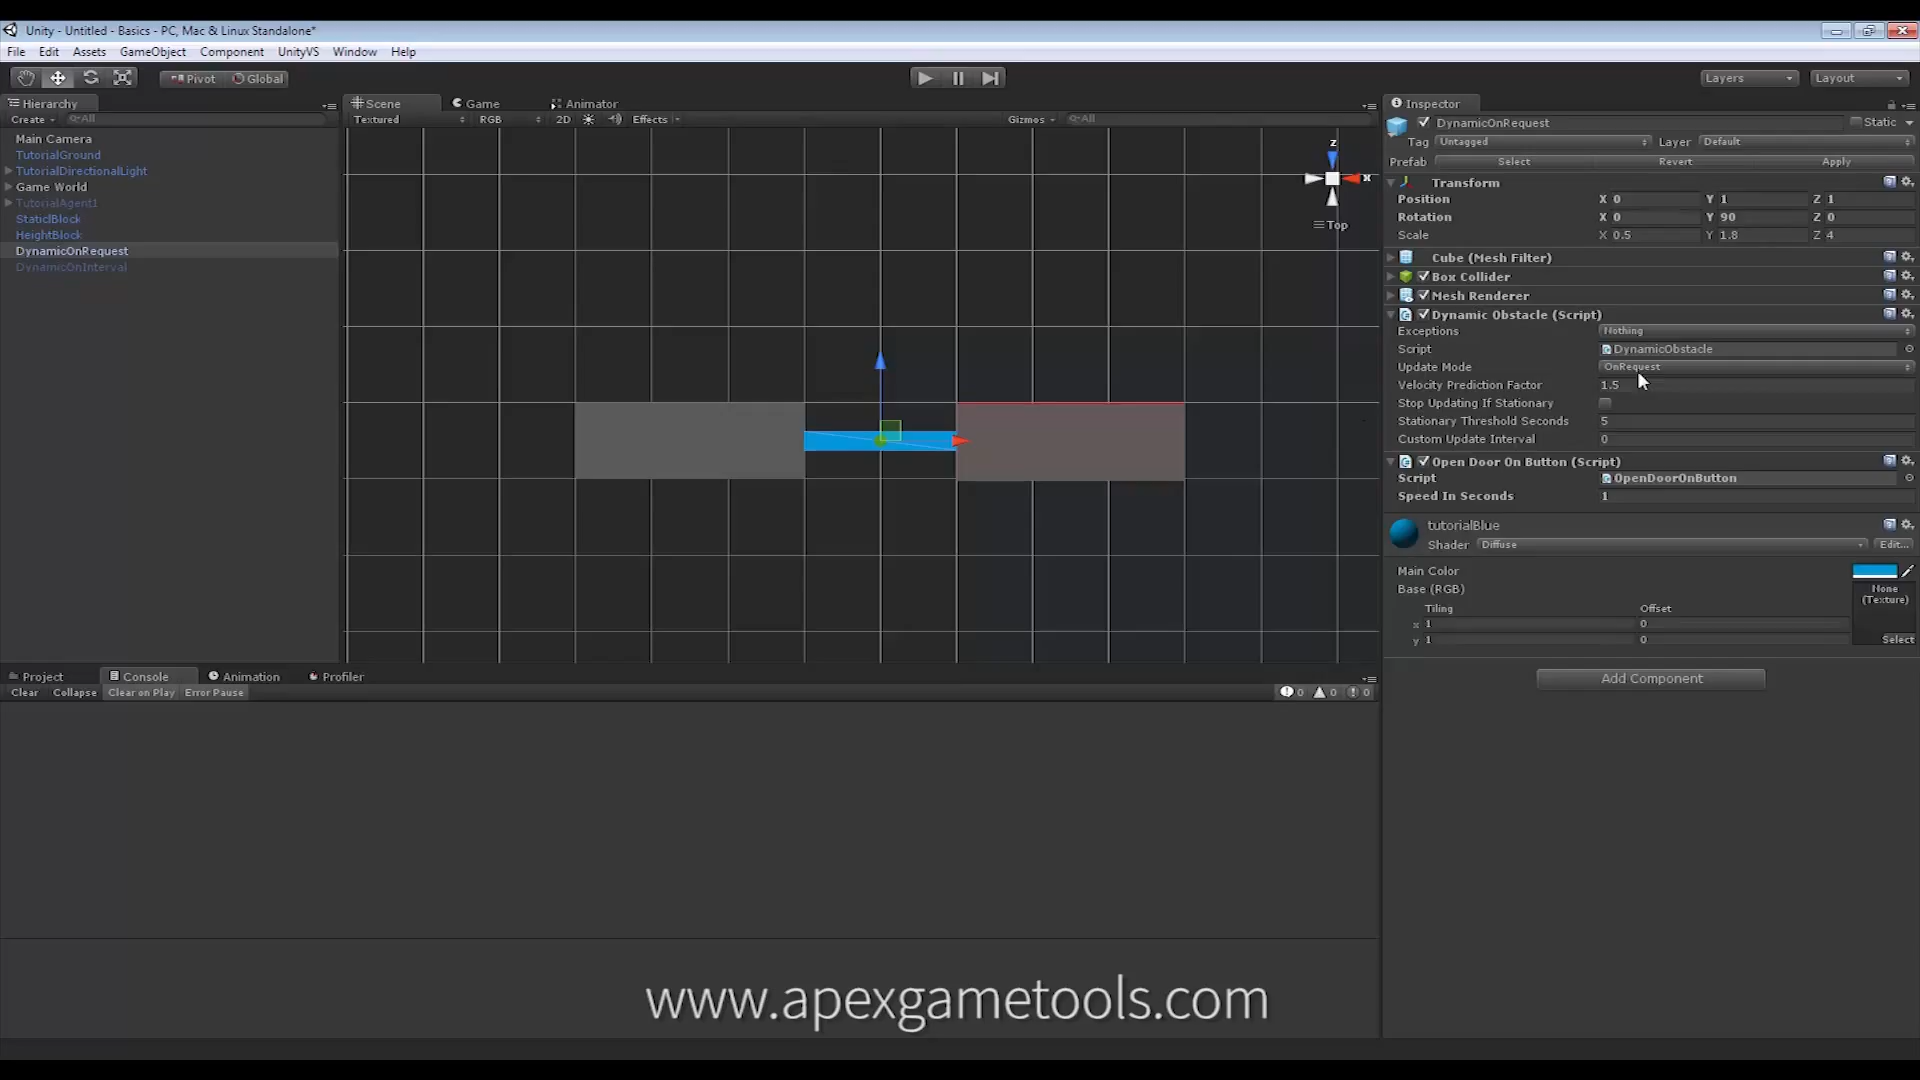 Unity - Untitled - Basics - PC, Mac & Linux Standalone*
File Edit Assets GameObject Component UnityVS Window Help
Pivot Global Layers Layout
Hierarchy
Create All
Main Camera
TutorialGround
TutorialDirectionalLight
Game World
TutorialAgent1
StaticlBlock
HeightBlock
DynamicOnRequest
DynamicOnInterval
Scene Game Animator
Textured RGB 2D Effects Gizmos All
z
x
Top
Inspector
DynamicOnRequest Static
Tag Untagged Layer Default
Prefab Select Revert Apply
Transform
Position X 0 Y 1 Z 1
Rotation X 0 Y 90 Z 0
Scale X 0.5 Y 1.8 Z 4
Cube (Mesh Filter)
Box Collider
Mesh Renderer
Dynamic Obstacle (Script)
Exceptions Nothing
Script DynamicObstacle
Update Mode OnRequest
Velocity Prediction Factor 1.5
Stop Updating If Stationary
Stationary Threshold Seconds 5
Custom Update Interval 0
Open Door On Button (Script)
Script OpenDoorOnButton
Speed In Seconds 1
tutorialBlue
Shader Diffuse Edit...
Main Color
Base (RGB) None
(Texture)
Tiling Offset
x 1 0
y 1 0 Select
Add Component
Project Console Animation Profiler
Clear Collapse Clear on Play Error Pause 0 0 0
www.apexgametools.com